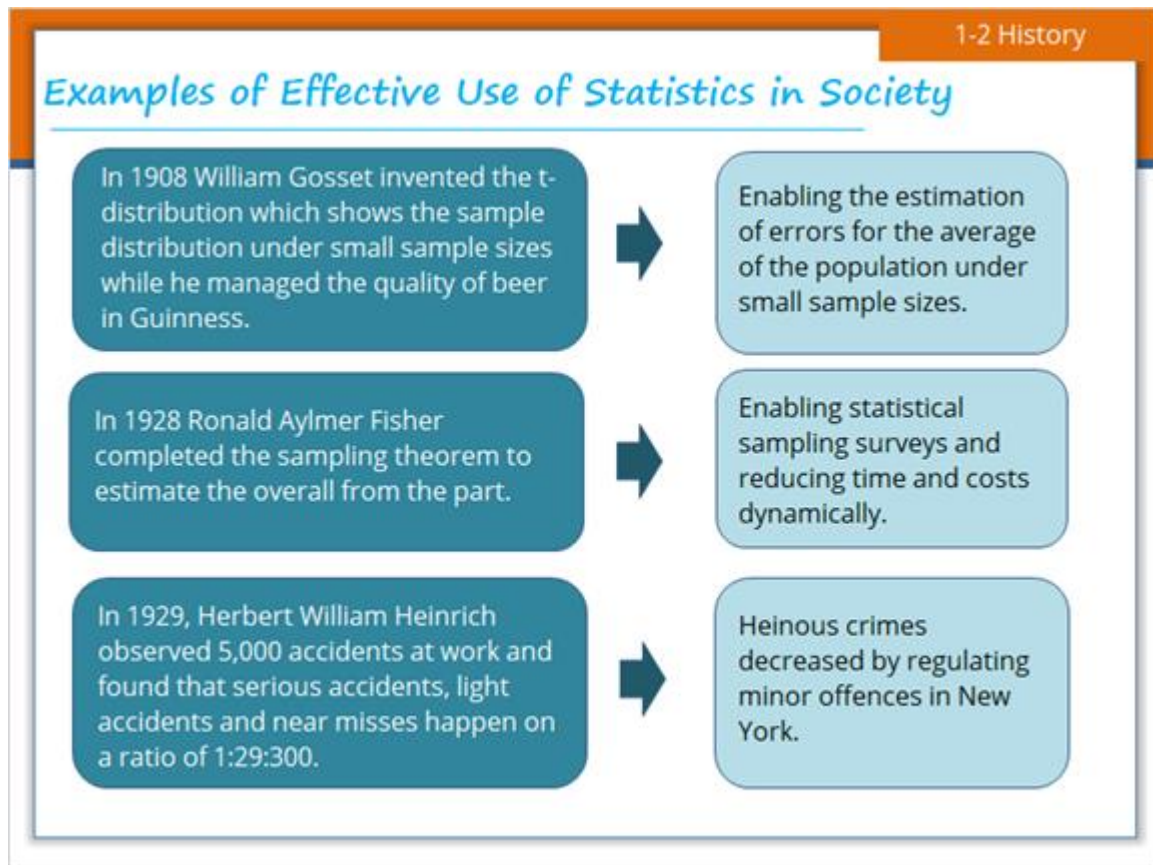 1-2 History
Examples of Effective Use of Statistics in Society
In 1908 William Gosset invented the t-
distribution which shows the sample
distribution under small sample sizes
while he managed the quality of beer
in Guinness.
Enabling the estimation
of errors for the average
of the population under
small sample sizes.
In 1928 Ronald Aylmer Fisher
completed the sampling theorem to
estimate the overall from the part.
Enabling statistical
sampling surveys and
reducing time and costs
dynamically.
In 1929, Herbert William Heinrich
observed 5,000 accidents at work and
found that serious accidents, light
accidents and near misses happen on
a ratio of 1:29:300.
Heinous crimes
decreased by regulating
minor offences in New
York.